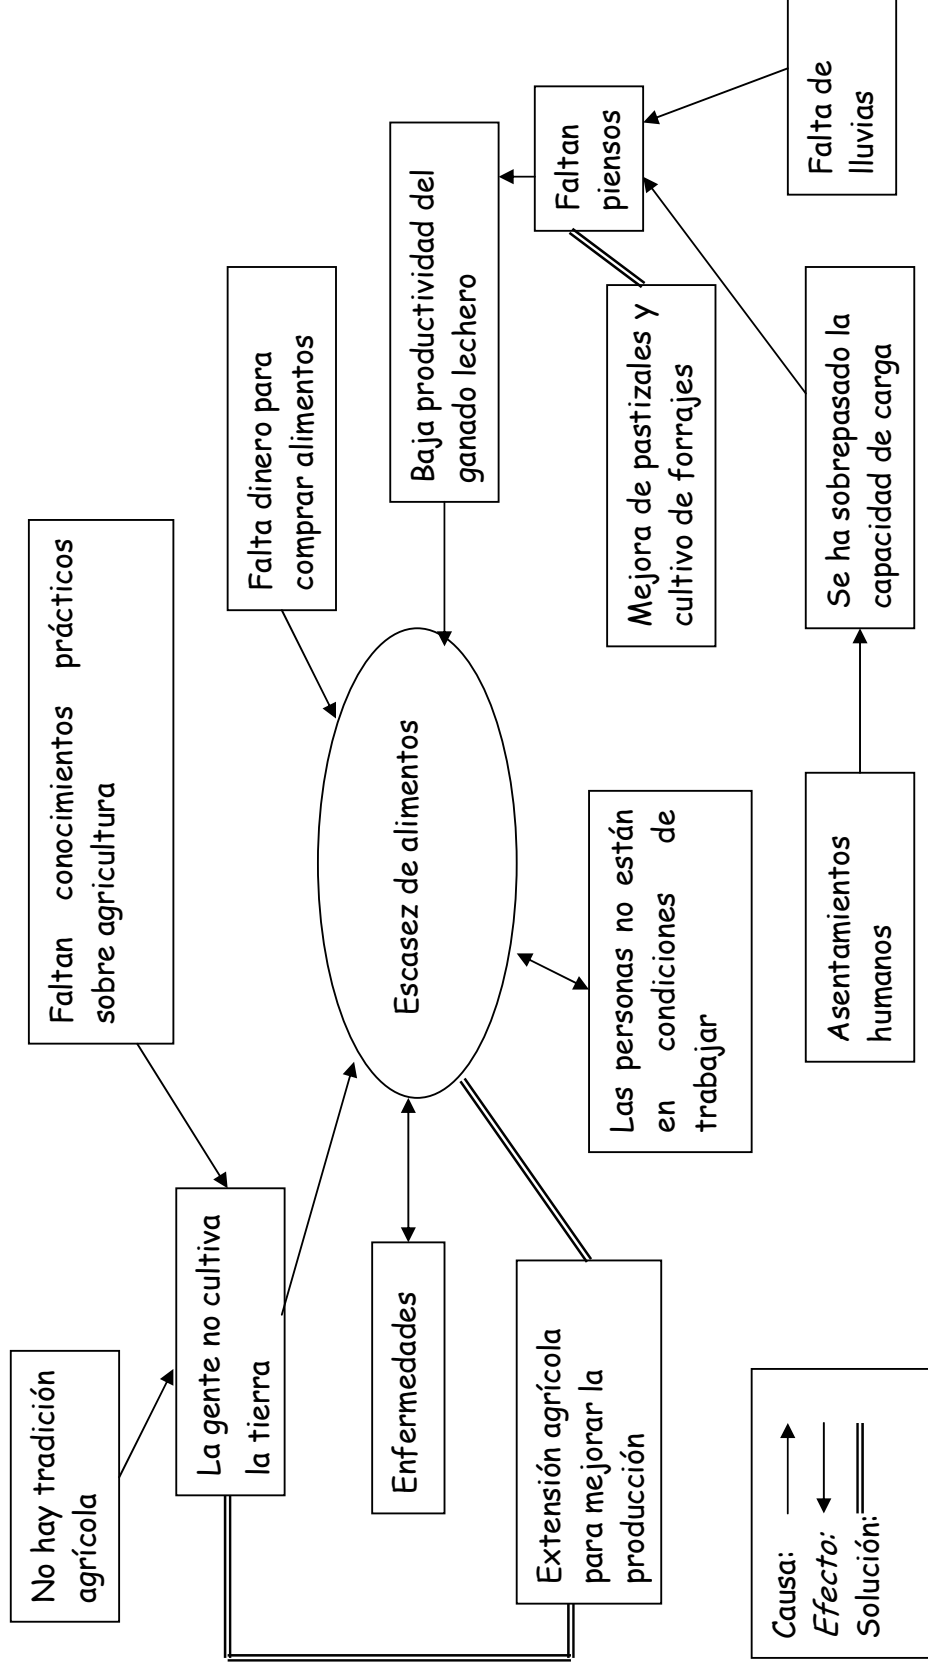 No hay tradición
agrícola
Faltan conocimientos prácticos
sobre agricultura
La gente no cultiva
la tierra
Falta dinero para
comprar alimentos
Enfermedades
Escasez de alimentos
Baja productividad del
ganado lechero
Extensión agrícola
para mejorar la
producción
Las personas no están
en condiciones de
trabajar
Mejora de pastizales y
cultivo de forrajes
Faltan
piensos
Causa:
Efecto:
Solución:
Asentamientos
humanos
Se ha sobrepasado la
capacidad de carga
Falta de
lluvias